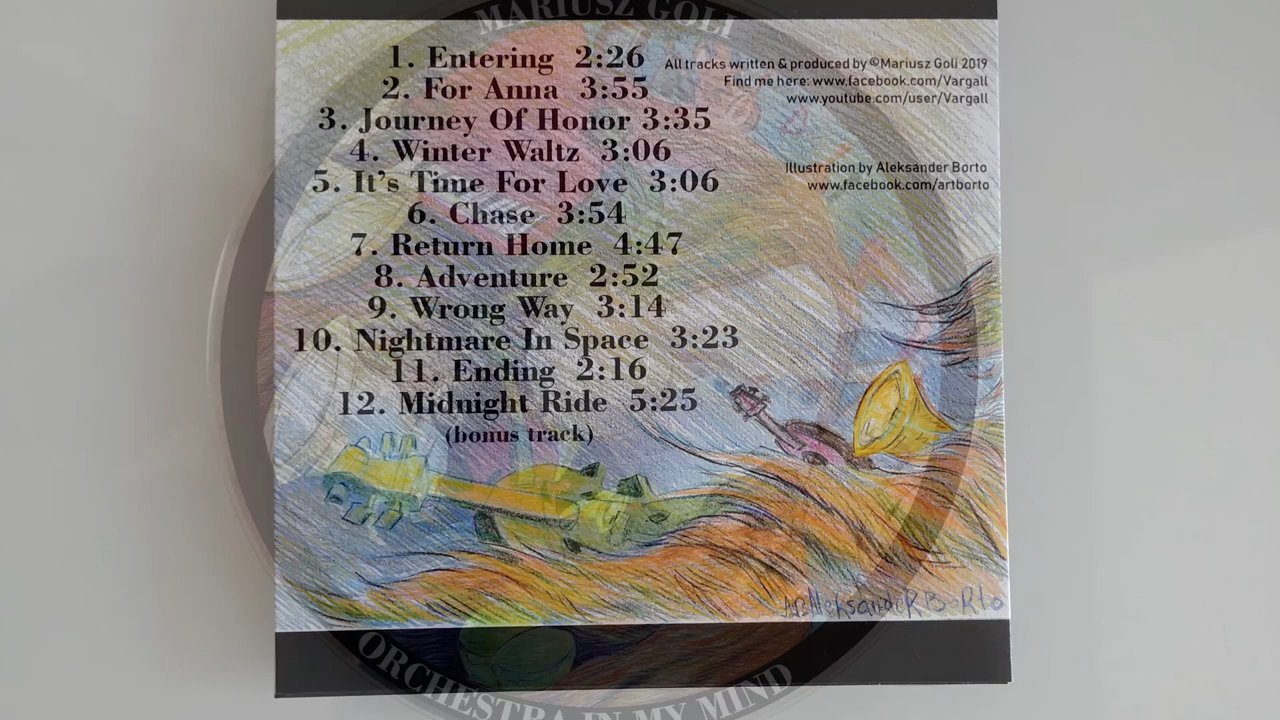 MARIUSZ GOLI
1. Entering 2:26
2. For Anna 3:55
3. Journey Of Honor 3:35
4. Winter Waltz 3:06
5. It's Time For Love 3:06
6. Chase 3:54
7. Return Home 4:47
8. Adventure 2:52
9. Wrong Way 3:14
10. Nightmare In Space 3:23
11. Ending 2:16
12. Midnight Ride 5:25
(bonus track)
All tracks written & produced by ©Mariusz Goli 2019
Find me here: www.facebook.com/Vargall
www.youtube.com/user/Vargall
Illustration by Aleksander Borto
www.facebook.com/artborto
AleksandeR BoRto
ORCHESTRA IN MY MIND